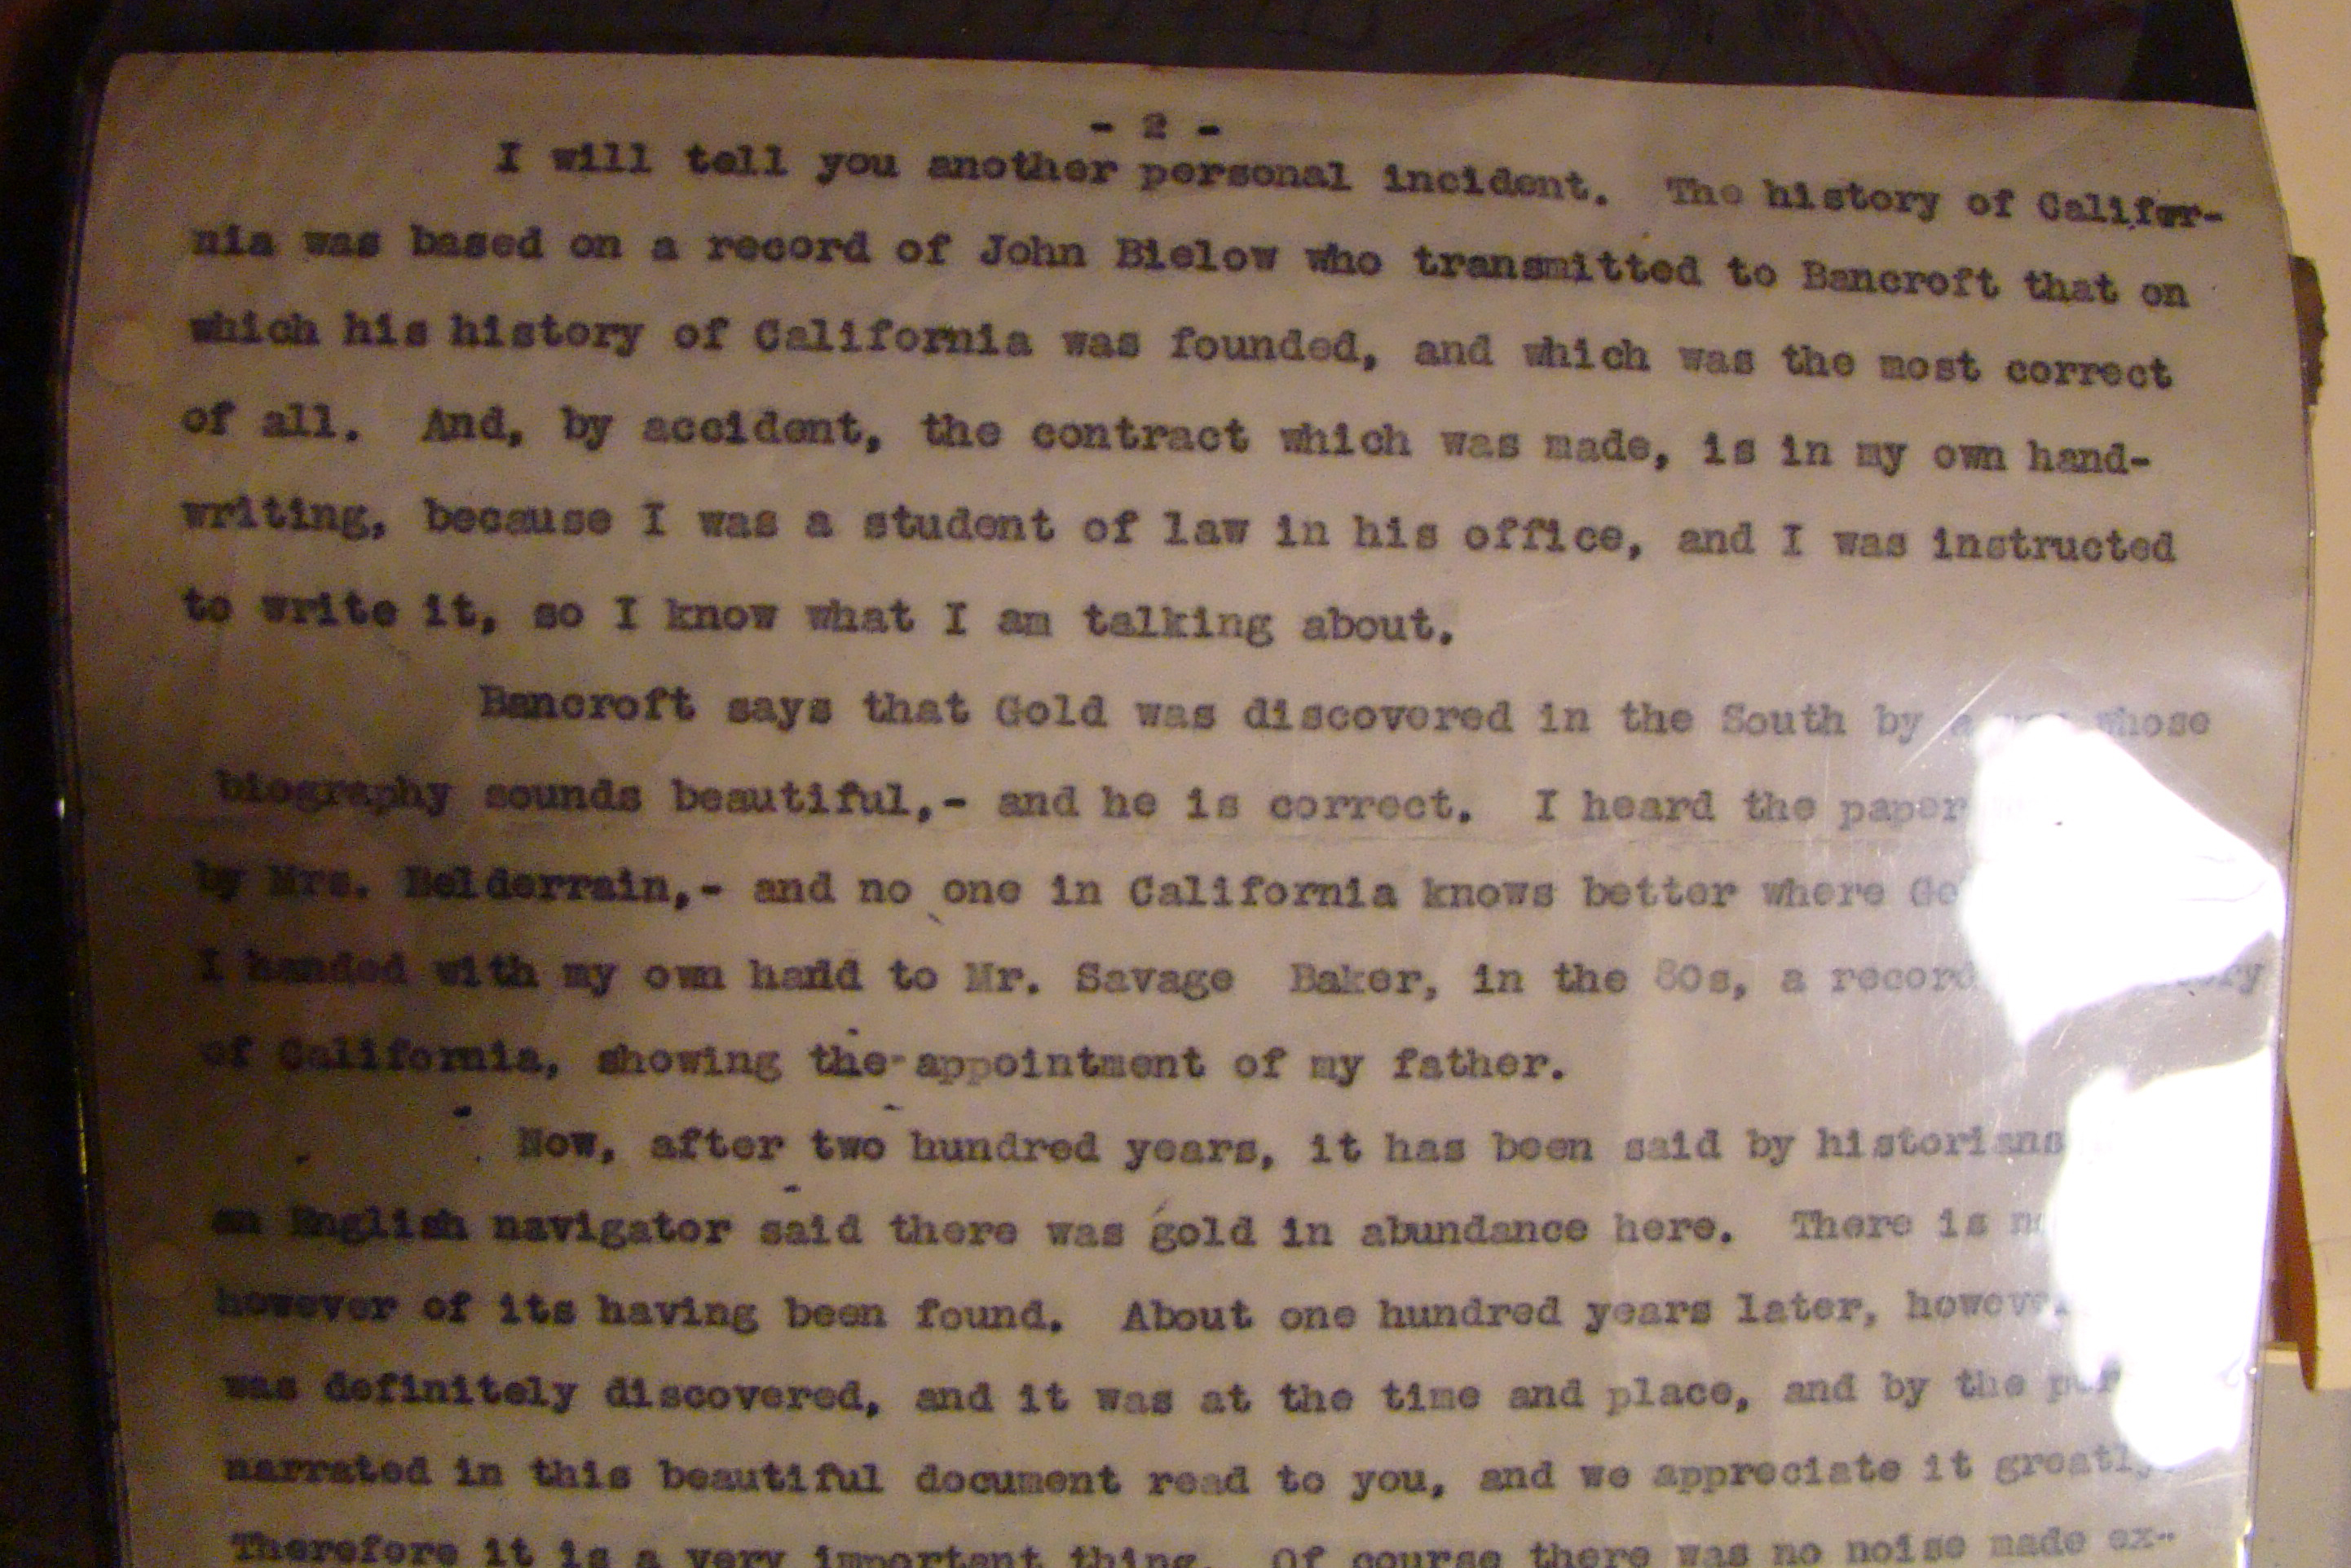 - 2 -
I will tell you another personal incident. The history of Califor-
nia was based on a record of John Bielow who transmitted to Bancroft that on
which his history of California was founded, and which was the most correct
of all. And, by accident, the contract which was made, is in my own hand-
writing, because I was a student of law in his office, and I was instructed
to write it, so I know what I am talking about.
Bancroft says that Gold was discovered in the South by a whose
biography sounds beautiful,- and he is correct. I heard the paper
by Mrs. Belderrain,- and no one in California knows better where
I handed with my own hand to Mr. Savage Baker, in the 80s, a record
of California, showing the appointment of my father.
Now, after two hundred years, it has been said by historians
an English navigator said there was gold in abundance here. There is
however of its having been found. About one hundred years later,
was definitely discovered, and it was at the time and place, and by the
narrated in this beautiful document read to you, and we appreciate it greatly.
Therefore it is a very important thing. Of course there was no noise made ex-